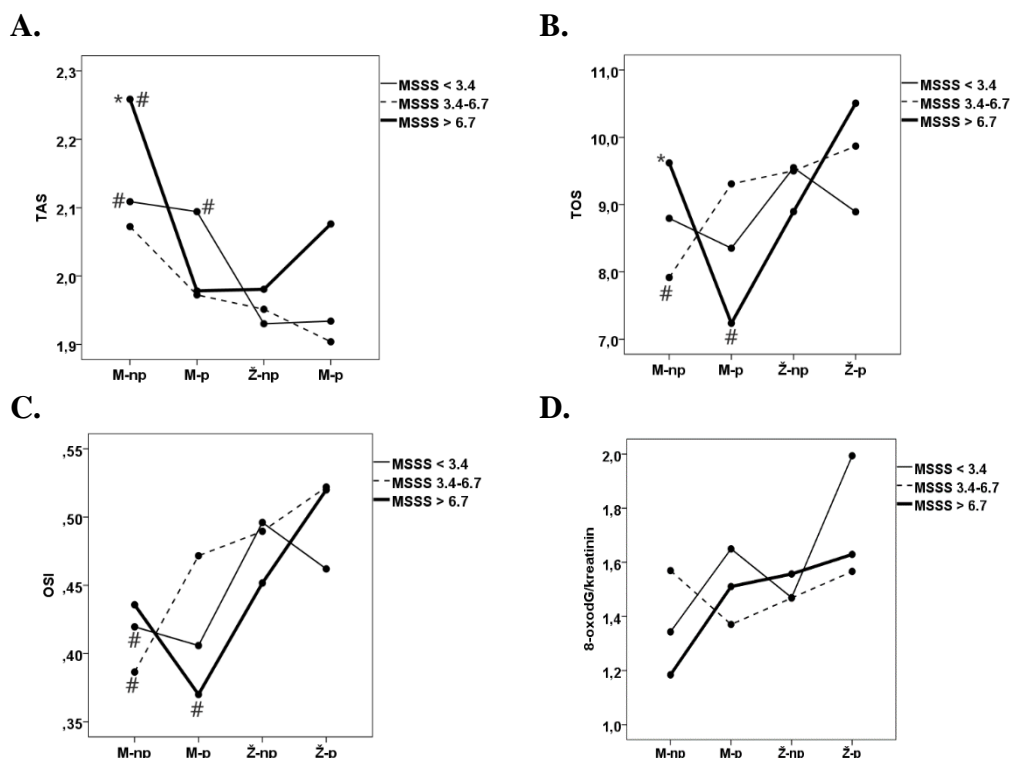 A.
2,3
2,2
2,1
2,0
1,9
TAS
* #
#
#
M-np M-p Ž-np M-p
MSSS < 3.4
MSSS 3.4-6.7
MSSS > 6.7
B.
11,0
10,0
9,0
8,0
7,0
TOS
*
#
#
M-np M-p Ž-np Ž-p
MSSS < 3.4
MSSS 3.4-6.7
MSSS > 6.7
C.
,55
,50
,45
,40
,35
OSI
#
#
#
M-np M-p Ž-np Ž-p
MSSS < 3.4
MSSS 3.4-6.7
MSSS > 6.7
D.
2,0
1,8
1,6
1,4
1,2
1,0
8-oxodG/kreatinin
M-np M-p Ž-np Ž-p
MSSS < 3.4
MSSS 3.4-6.7
MSSS > 6.7